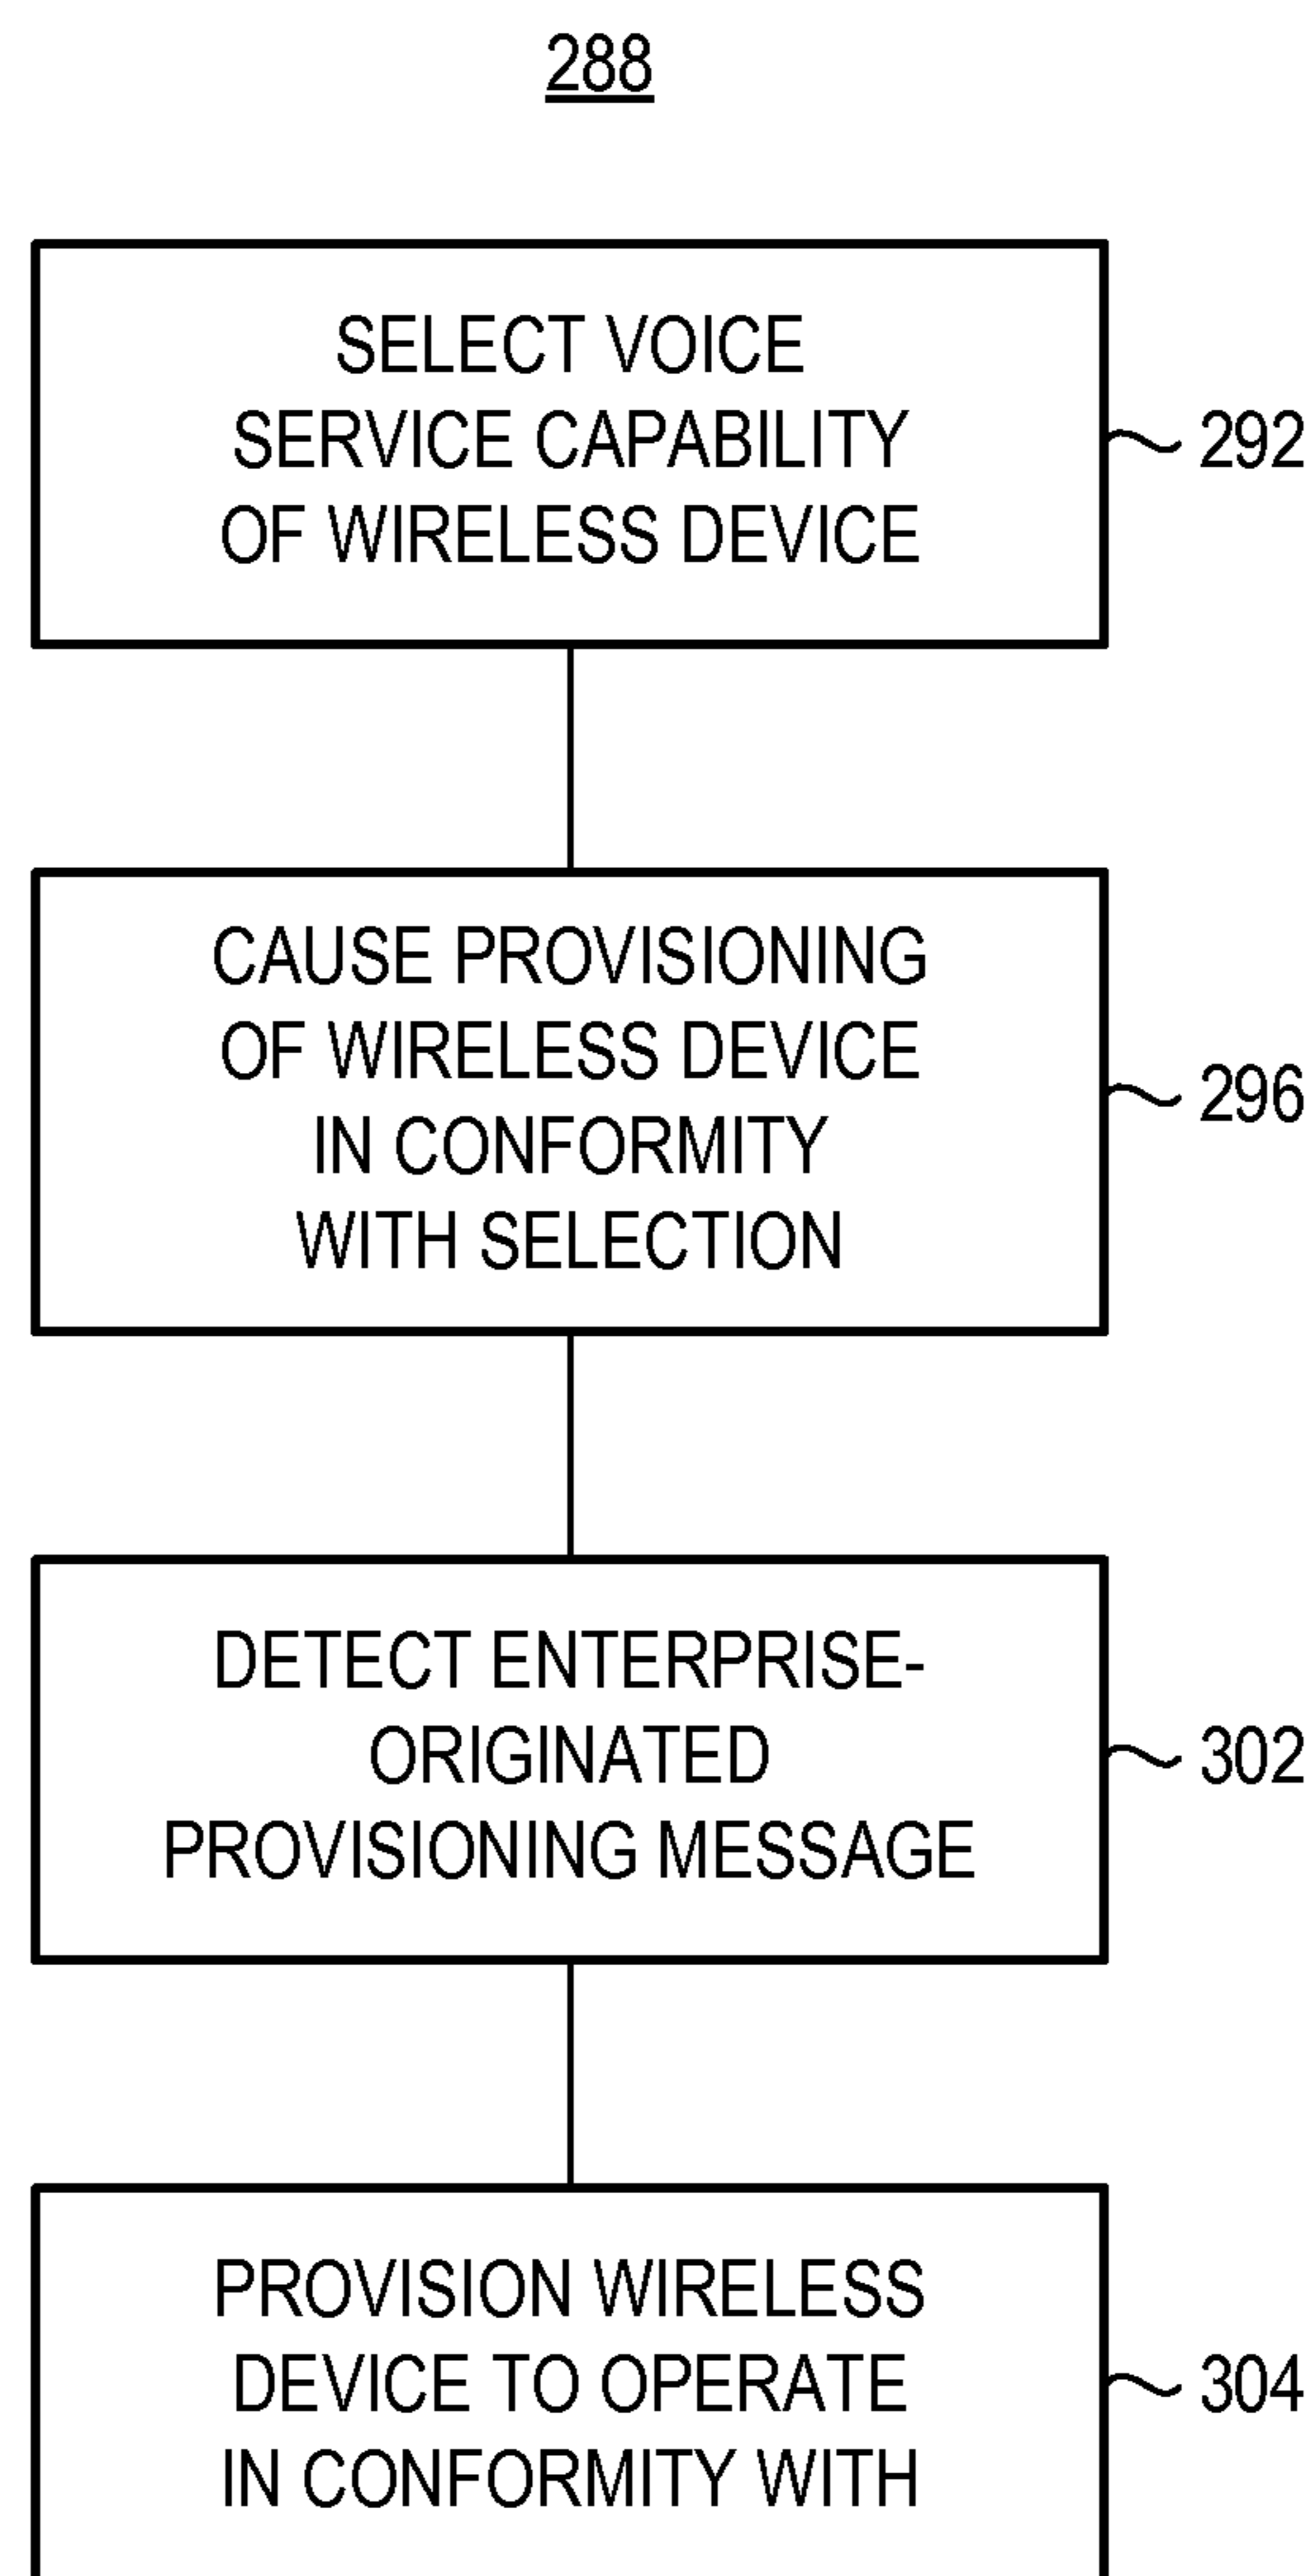 288
SELECT VOICE
SERVICE CAPABILITY
OF WIRELESS DEVICE
292
CAUSE PROVISIONING
OF WIRELESS DEVICE
IN CONFORMITY
WITH SELECTION
296
DETECT ENTERPRISE-
ORIGINATED
PROVISIONING MESSAGE
302
PROVISION WIRELESS
DEVICE TO OPERATE
IN CONFORMITY WITH
304